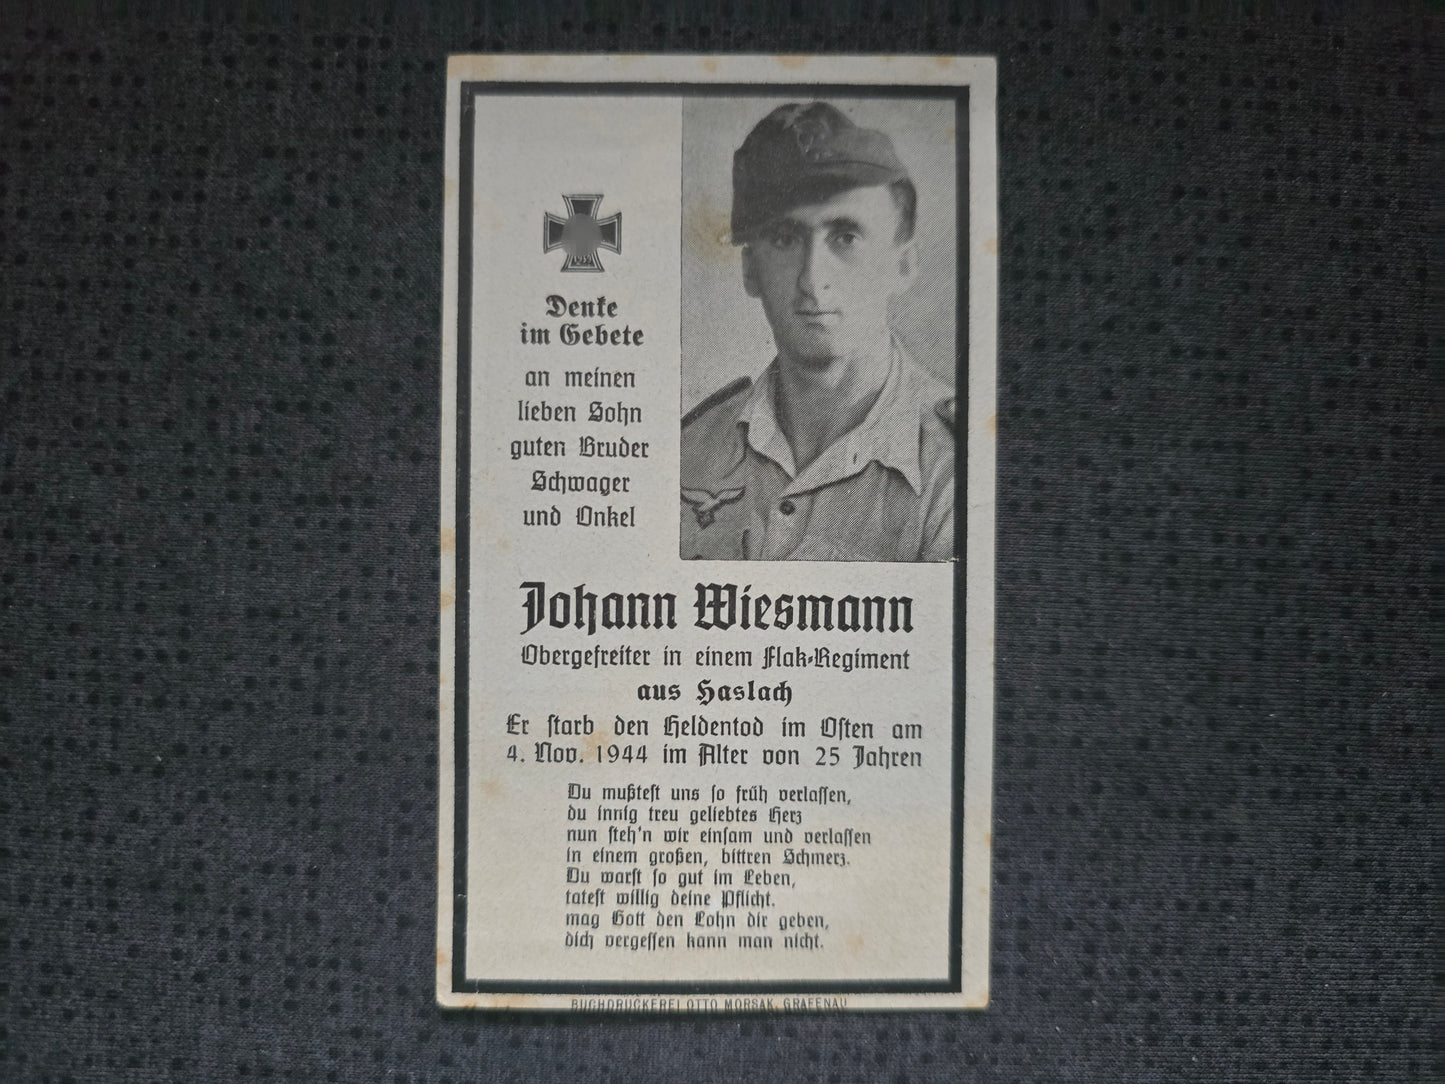 1939
Denke
im Gebete
an meinen
lieben Sohn
guten Bruder
Schwager
und Onkel
Johann Wiesmann
Obergefreiter in einem Flak-Regiment
aus Haslach
Er starb den Heldentod im Osten am
4. Nov. 1944 im Alter von 25 Jahren
Du mußtest uns so früh verlassen,
du innig treu geliebtes Herz
nun steh'n wir einsam und verlassen
in einem großen, bittren Schmerz.
Du warst so gut im Leben,
tatest willig deine Pflicht.
mag Gott den Lohn dir geben,
dich vergessen kann man nicht.
BUCHDRUCKEREI OTTO MORSAK, GRAFENAU